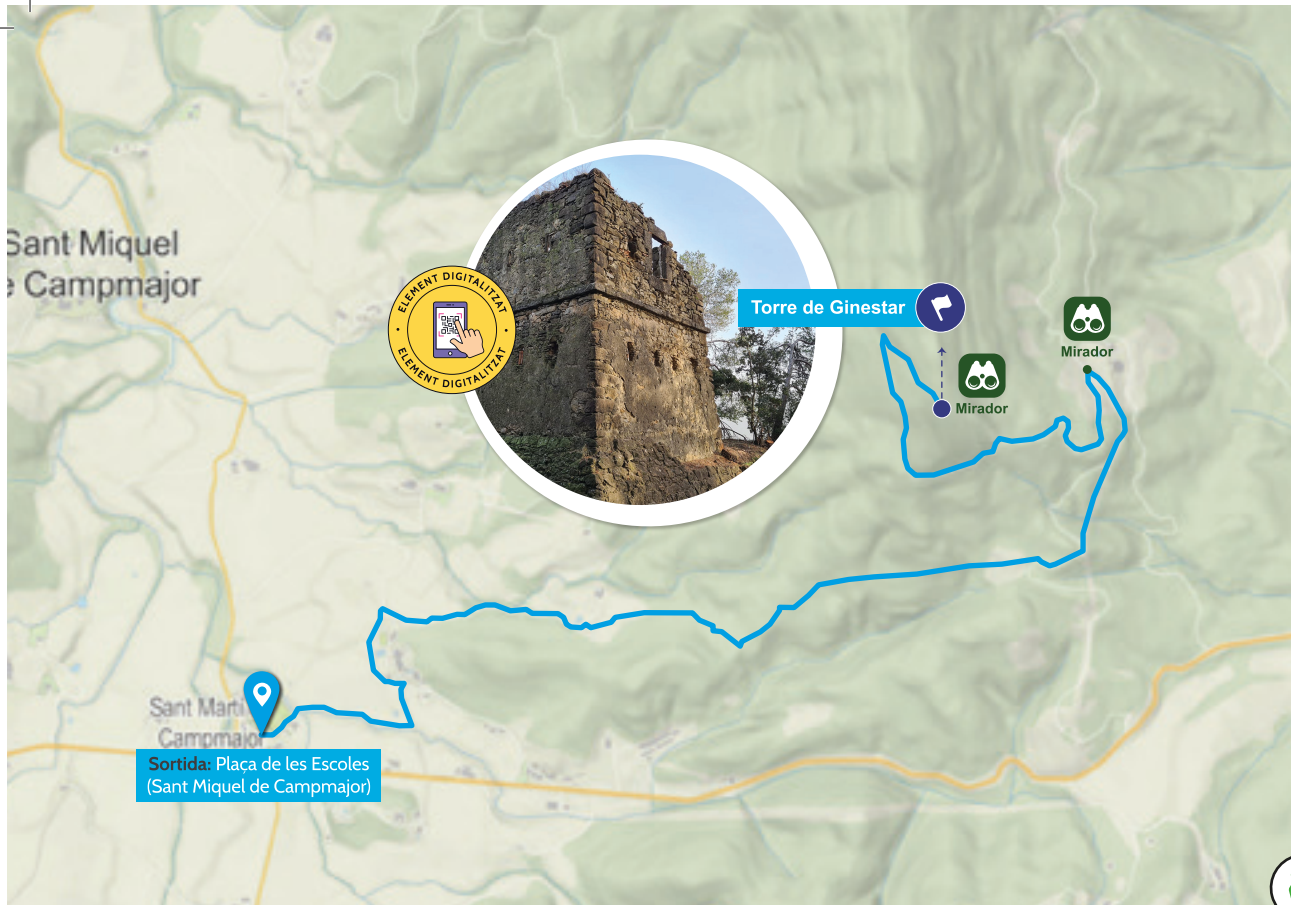 Sant Miquel
e Campmajor
ELEMENT DIGITALITZAT
ELEMENT DIGITALITZAT
Torre de Ginestar
Mirador
Mirador
Sant Martí
Campmajor
Sortida: Plaça de les Escoles
(Sant Miquel de Campmajor)